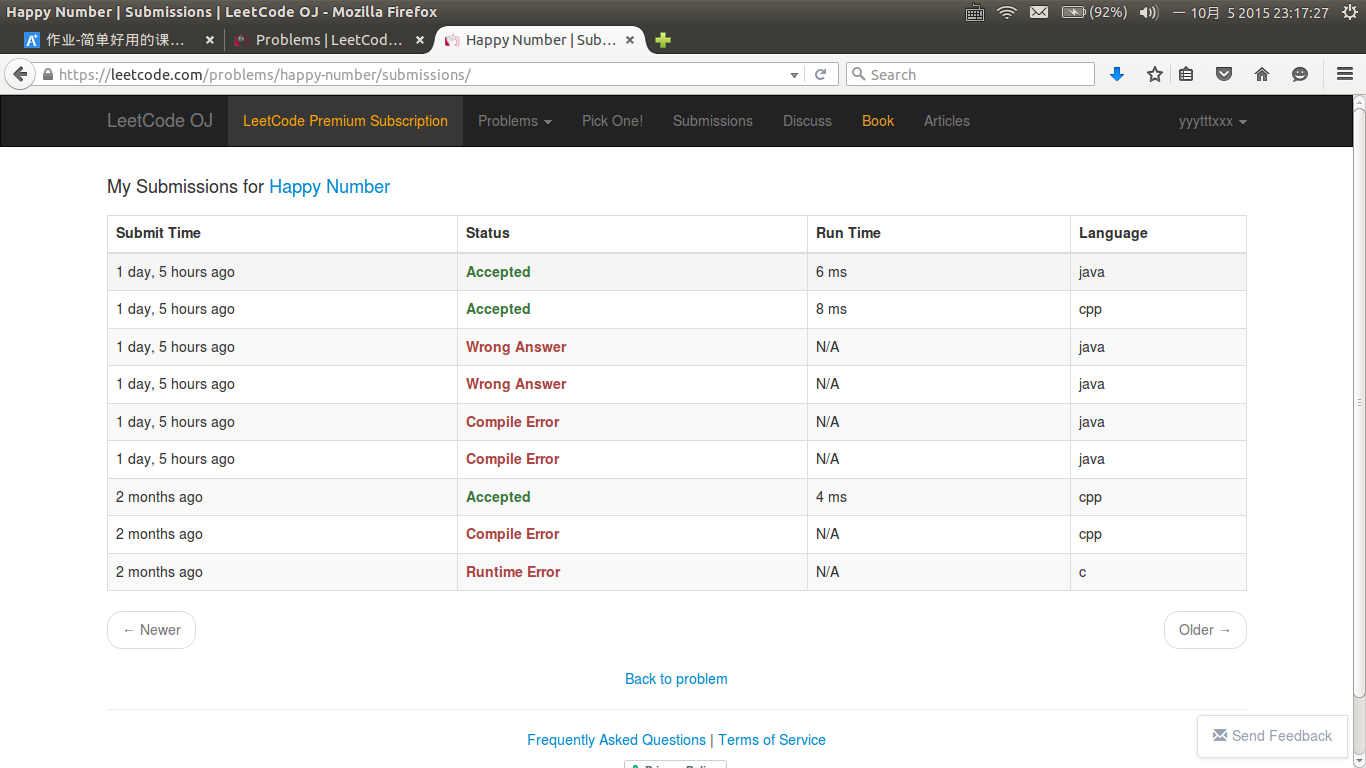 Happy Number | Submissions | LeetCode OJ - Mozilla Firefox (92%) 一 10月 5 2015 23:17:27
作业-简单好用的课... × Problems | LeetCod... × Happy Number | Sub... ×
https://leetcode.com/problems/happy-number/submissions/ Search
LeetCode OJ LeetCode Premium Subscription Problems Pick One! Submissions Discuss Book Articles yyytttxxx
My Submissions for Happy Number
Submit Time Status Run Time Language
1 day, 5 hours ago Accepted 6 ms java
1 day, 5 hours ago Accepted 8 ms cpp
1 day, 5 hours ago Wrong Answer N/A java
1 day, 5 hours ago Wrong Answer N/A java
1 day, 5 hours ago Compile Error N/A java
1 day, 5 hours ago Compile Error N/A java
2 months ago Accepted 4 ms cpp
2 months ago Compile Error N/A cpp
2 months ago Runtime Error N/A c
← Newer Older →
Back to problem
Frequently Asked Questions | Terms of Service
Send Feedback